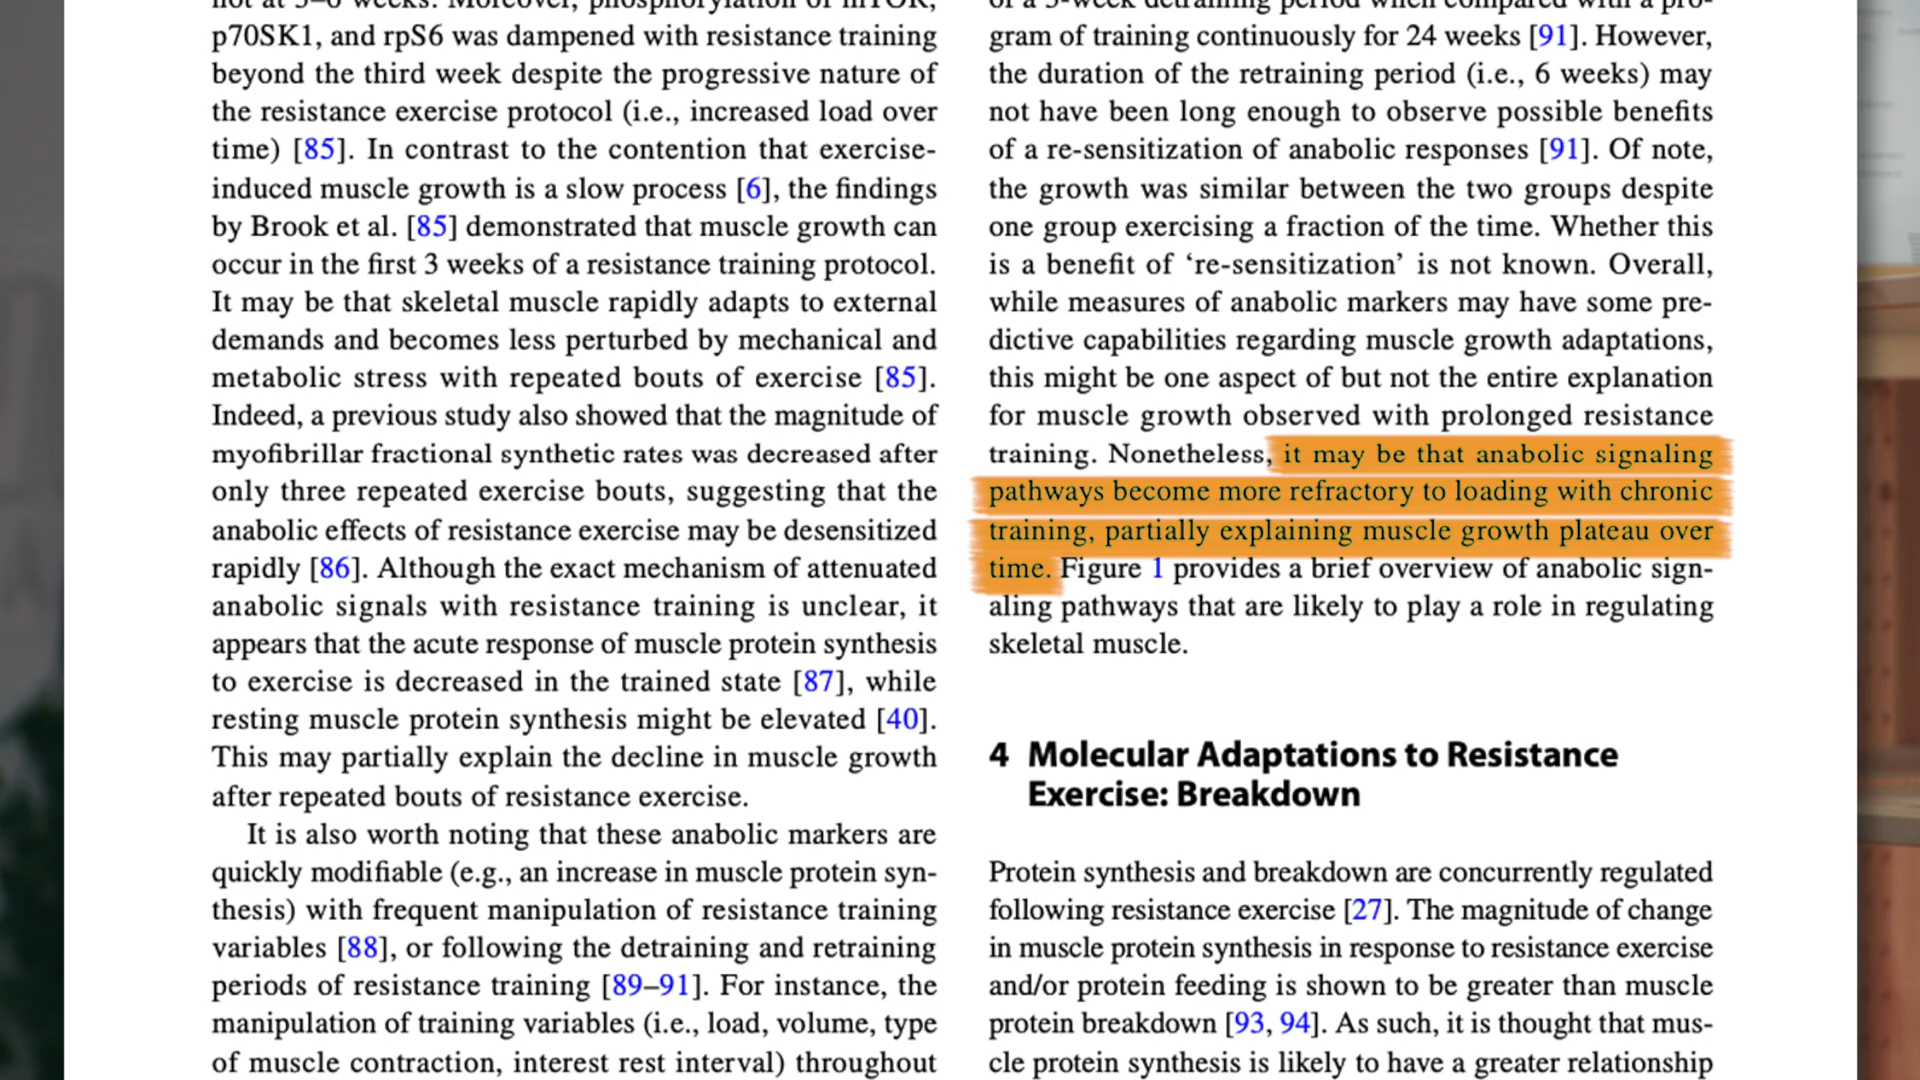 not at 3–6 weeks. Moreover, phosphorylation of mTOR,
p70SK1, and rpS6 was dampened with resistance training
beyond the third week despite the progressive nature of
the resistance exercise protocol (i.e., increased load over
time) [85]. In contrast to the contention that exercise-
induced muscle growth is a slow process [6], the findings
by Brook et al. [85] demonstrated that muscle growth can
occur in the first 3 weeks of a resistance training protocol.
It may be that skeletal muscle rapidly adapts to external
demands and becomes less perturbed by mechanical and
metabolic stress with repeated bouts of exercise [85].
Indeed, a previous study also showed that the magnitude of
myofibrillar fractional synthetic rates was decreased after
only three repeated exercise bouts, suggesting that the
anabolic effects of resistance exercise may be desensitized
rapidly [86]. Although the exact mechanism of attenuated
anabolic signals with resistance training is unclear, it
appears that the acute response of muscle protein synthesis
to exercise is decreased in the trained state [87], while
resting muscle protein synthesis might be elevated [40].
This may partially explain the decline in muscle growth
after repeated bouts of resistance exercise.
It is also worth noting that these anabolic markers are
quickly modifiable (e.g., an increase in muscle protein syn-
thesis) with frequent manipulation of resistance training
variables [88], or following the detraining and retraining
periods of resistance training [89–91]. For instance, the
manipulation of training variables (i.e., load, volume, type
of muscle contraction, interest rest interval) throughout
of a 3-week detraining period when compared with a pro-
gram of training continuously for 24 weeks [91]. However,
the duration of the retraining period (i.e., 6 weeks) may
not have been long enough to observe possible benefits
of a re-sensitization of anabolic responses [91]. Of note,
the growth was similar between the two groups despite
one group exercising a fraction of the time. Whether this
is a benefit of ‘re-sensitization’ is not known. Overall,
while measures of anabolic markers may have some pre-
dictive capabilities regarding muscle growth adaptations,
this might be one aspect of but not the entire explanation
for muscle growth observed with prolonged resistance
training. Nonetheless, it may be that anabolic signaling
pathways become more refractory to loading with chronic
training, partially explaining muscle growth plateau over
time. Figure 1 provides a brief overview of anabolic sign-
aling pathways that are likely to play a role in regulating
skeletal muscle.
4 Molecular Adaptations to Resistance
Exercise: Breakdown
Protein synthesis and breakdown are concurrently regulated
following resistance exercise [27]. The magnitude of change
in muscle protein synthesis in response to resistance exercise
and/or protein feeding is shown to be greater than muscle
protein breakdown [93, 94]. As such, it is thought that mus-
cle protein synthesis is likely to have a greater relationship